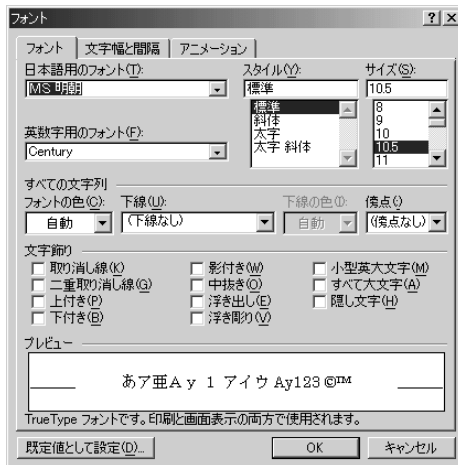 フォント
フォント 文字幅と間隔 アニメーション
日本語用のフォント(T): スタイル(Y): サイズ(S):
MS 明朝 標準 10.5
標準 8
斜体 9
太字 10
太字 斜体 10.5
11
英数字用のフォント(F):
Century
すべての文字列
フォントの色(C): 下線(U): 下線の色(I): 傍点(:)
自動 (下線なし) 自動 (傍点なし)
文字飾り
取り消し線(K) 影付き(W) 小型英大文字(M)
二重取り消し線(G) 中抜き(O) すべて大文字(A)
上付き(P) 浮き出し(E) 隠し文字(H)
下付き(B) 浮き彫り(V)
プレビュー
あア亜Ay 1 アイウ Ay123 ©™
TrueType フォントです。印刷と画面表示の両方で使用されます。
既定値として設定(D)... OK キャンセル